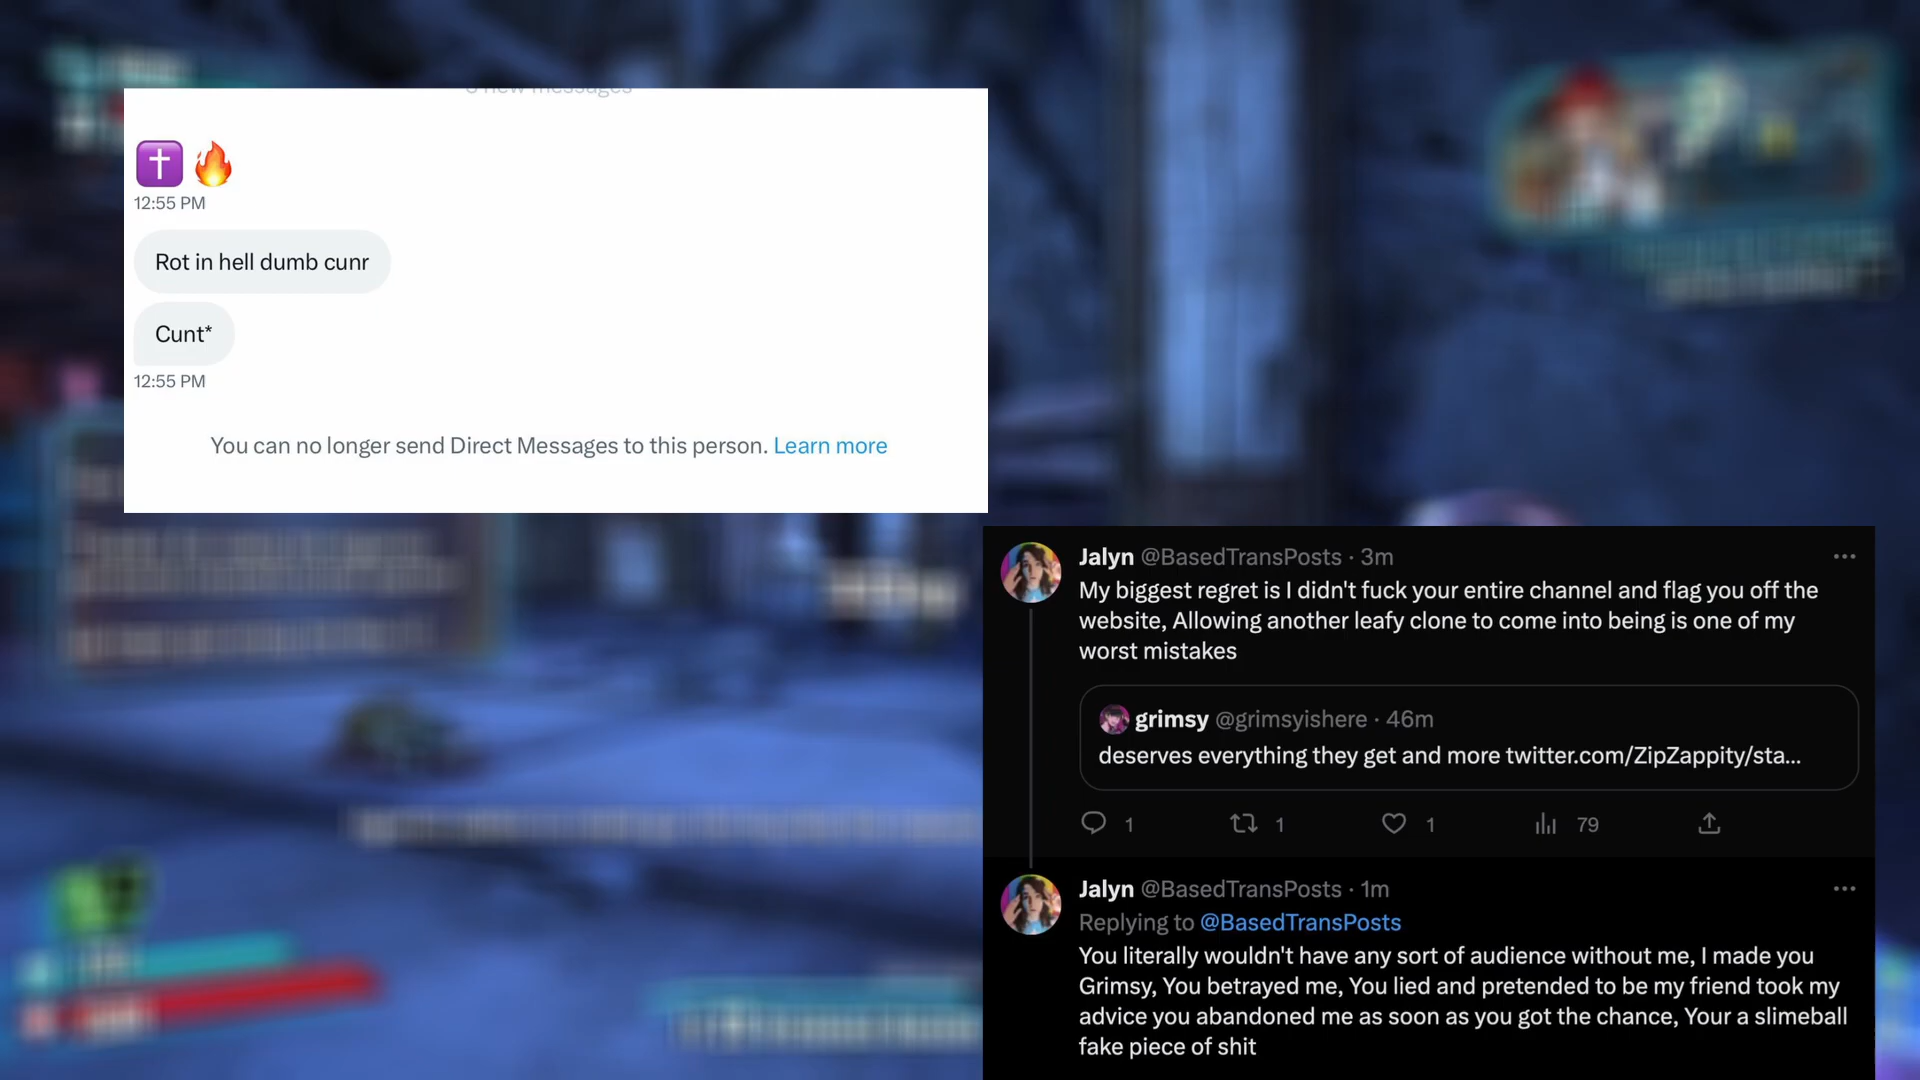 12:55 PM
Rot in hell dumb cunr
Cunt*
12:55 PM
You can no longer send Direct Messages to this person. Learn more
Jalyn @BasedTransPosts · 3m
My biggest regret is I didn't fuck your entire channel and flag you off the
website, Allowing another leafy clone to come into being is one of my
worst mistakes
grimsy @grimsyishere · 46m
deserves everything they get and more twitter.com/ZipZappity/sta...
1 1 1 79
Jalyn @BasedTransPosts · 1m
Replying to @BasedTransPosts
You literally wouldn't have any sort of audience without me, I made you
Grimsy, You betrayed me, You lied and pretended to be my friend took my
advice you abandoned me as soon as you got the chance, Your a slimeball
fake piece of shit